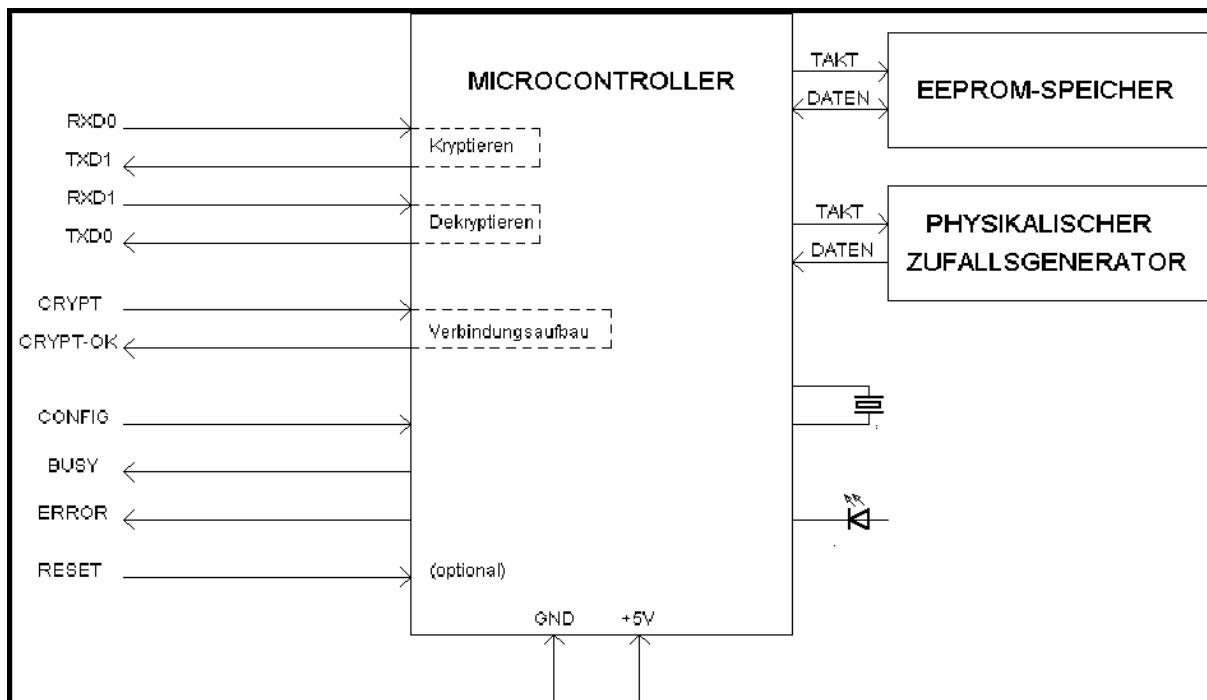 MICROCONTROLLER
TAKT
DATEN
EEPROM-SPEICHER
RXD0
TXD1
Kryptieren
RXD1
TXD0
Dekryptieren
TAKT
DATEN
PHYSIKALISCHER
ZUFALLSGENERATOR
CRYPT
CRYPT-OK
Verbindungsaufbau
CONFIG
BUSY
ERROR
RESET
(optional)
GND
+5V